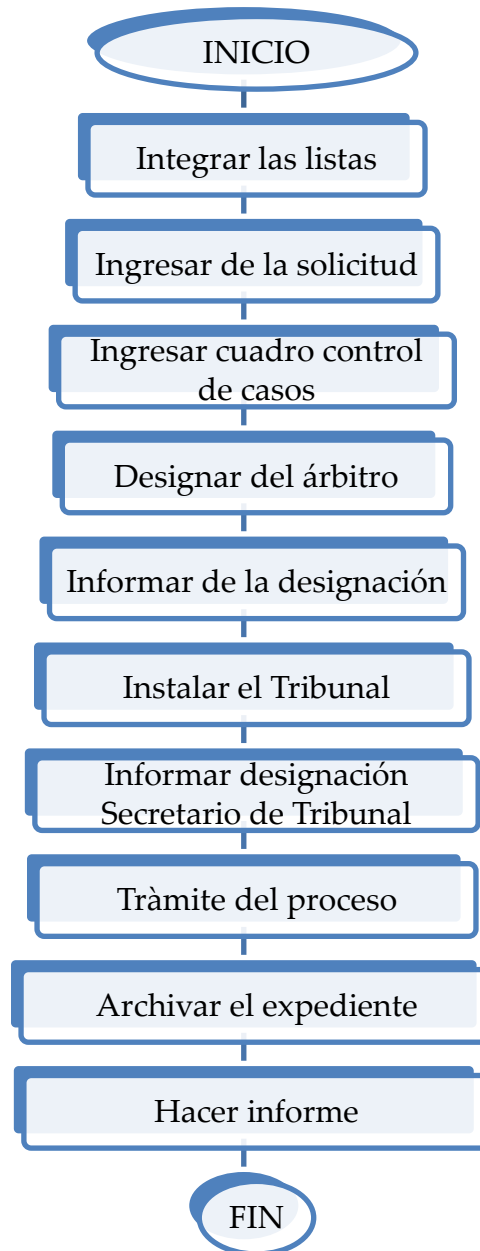 INICIO
Integrar las listas
Ingresar de la solicitud
Ingresar cuadro control
de casos
Designar del árbitro
Informar de la designación
Instalar el Tribunal
Informar designación
Secretario de Tribunal
Tràmite del proceso
Archivar el expediente
Hacer informe
FIN